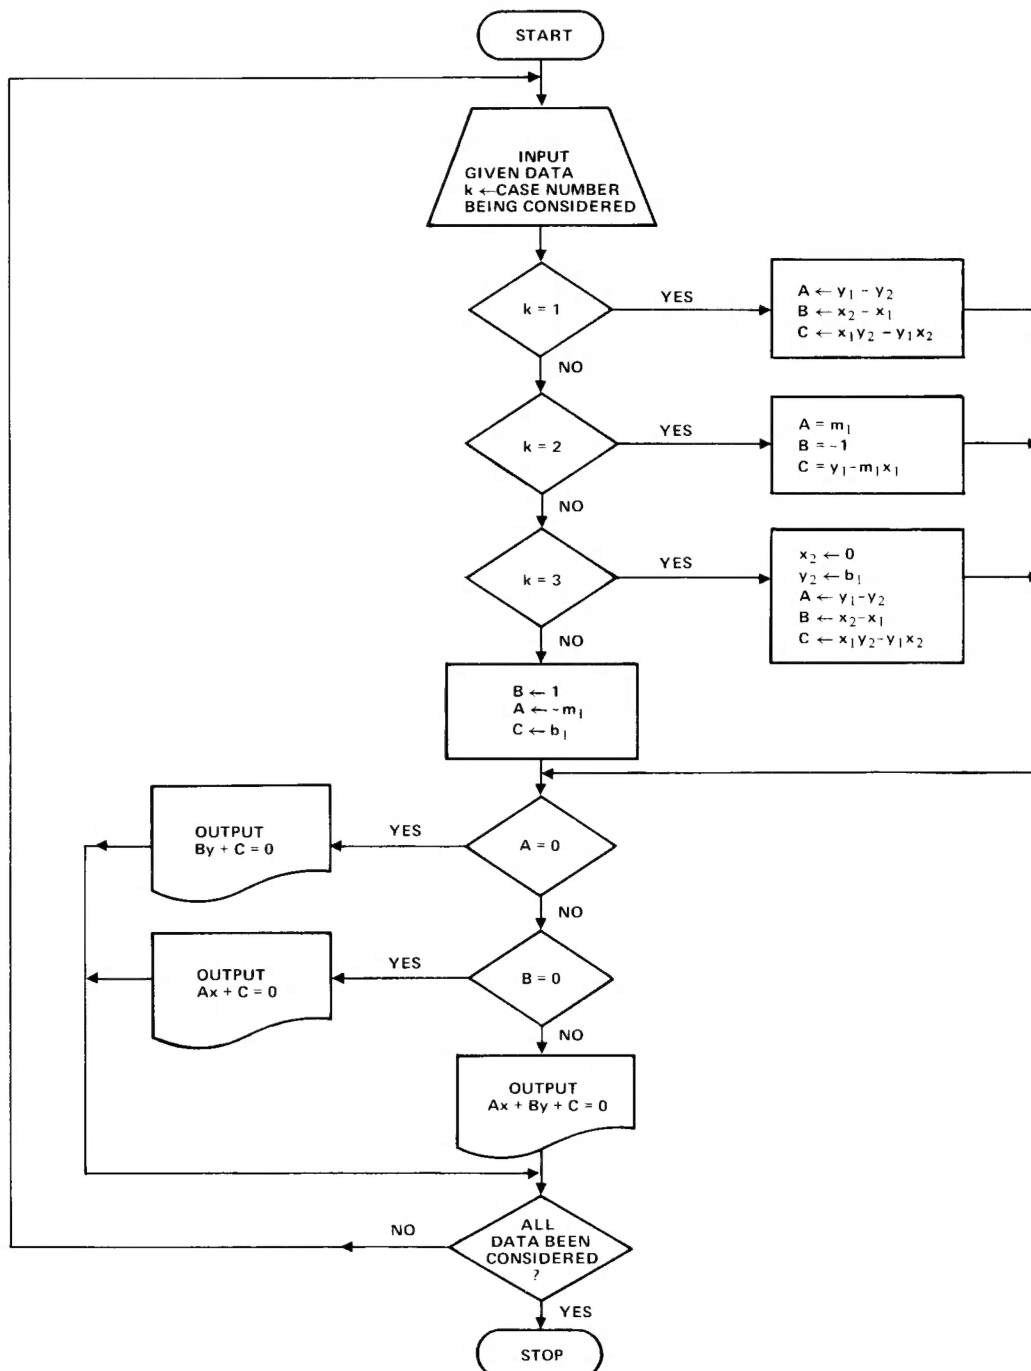 START
INPUT
GIVEN DATA
k ←CASE NUMBER
BEING CONSIDERED
k = 1
YES
A ← y₁ - y₂
B ← x₂ - x₁
C ← x₁y₂ - y₁x₂
NO
k = 2
YES
A = m₁
B = -1
C = y₁-m₁x₁
NO
k = 3
YES
x₂ ← 0
y₂ ← b₁
A ← y₁-y₂
B ← x₂-x₁
C ← x₁y₂-y₁x₂
NO
B ← 1
A ← -m₁
C ← b₁
A = 0
YES
OUTPUT
By + C = 0
NO
B = 0
YES
OUTPUT
Ax + C = 0
NO
OUTPUT
Ax + By + C = 0
ALL
DATA BEEN
CONSIDERED
?
NO
YES
STOP